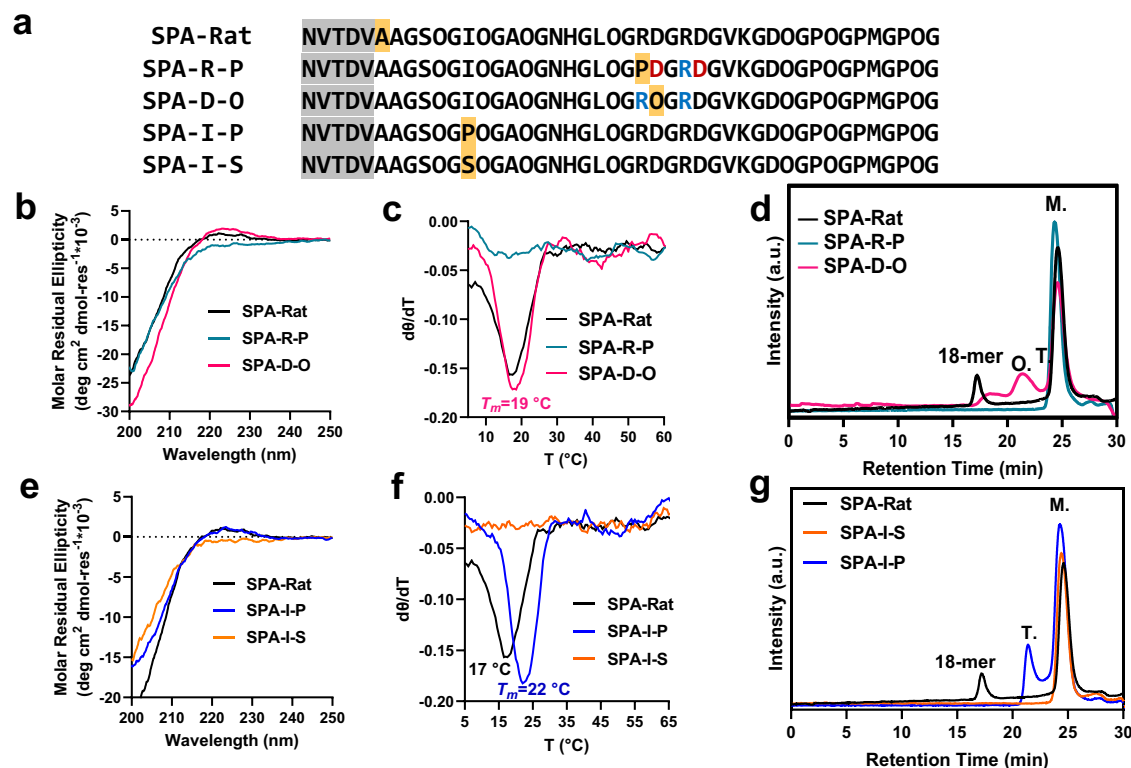 a
SPA-Rat NVTDVAAGSOGIOGAOGNHGLOGRDGRDGVKGDOGPOGPMGPOG
SPA-R-P NVTDVAAGSOGIOGAOGNHGLOGPDGRDGVKGDOGPOGPMGPOG
SPA-D-O NVTDVAAGSOGIOGAOGNHGLOGROGRDGVKGDOGPOGPMGPOG
SPA-I-P NVTDVAAGSOGPOGAOGNHGLOGRDGRDGVKGDOGPOGPMGPOG
SPA-I-S NVTDVAAGSOGSOGAOGNHGLOGRDGRDGVKGDOGPOGPMGPOG
b
Molar Residual Ellipticity
(deg cm² dmol-res⁻¹*10⁻³)
5
0
-5
-10
-15
-20
-25
-30
200 210 220 230 240 250
Wavelength (nm)
SPA-Rat
SPA-R-P
SPA-D-O
c
dθ/dT
0.00
-0.05
-0.10
-0.15
-0.20
10 20 30 40 50 60
T (°C)
SPA-Rat
SPA-R-P
SPA-D-O
Tm=19 °C
d
Intensity (a.u.)
SPA-Rat
SPA-R-P
SPA-D-O
M.
18-mer
O.
T.
0 5 10 15 20 25 30
Retention Time (min)
e
Molar Residual Ellipticity
(deg cm² dmol-res⁻¹*10⁻³)
5
0
-5
-10
-15
-20
200 210 220 230 240 250
Wavelength (nm)
SPA-Rat
SPA-I-P
SPA-I-S
f
dθ/dT
0.00
-0.05
-0.10
-0.15
-0.20
5 15 25 35 45 55 65
T (°C)
SPA-Rat
SPA-I-P
SPA-I-S
17 °C
Tm=22 °C
g
Intensity (a.u.)
SPA-Rat
SPA-I-S
SPA-I-P
M.
T.
18-mer
0 5 10 15 20 25 30
Retention Time (min)